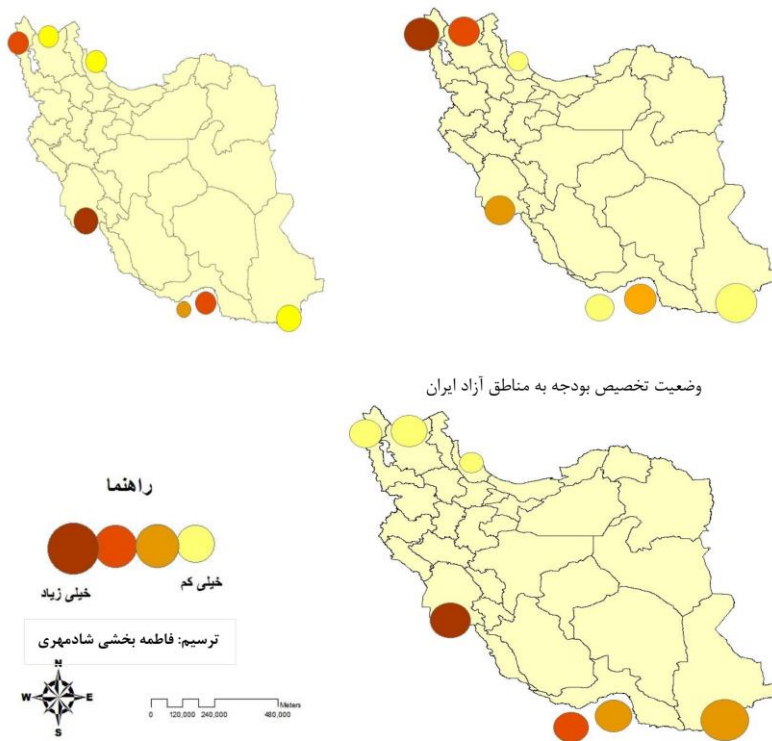 وضعیت تخصیص بودجه به مناطق آزاد ایران
راهنما
خیلی زیاد
خیلی کم
ترسیم: فاطمه بخشی شادمهری
N
W E
S
Meters
0 120,000 240,000 480,000